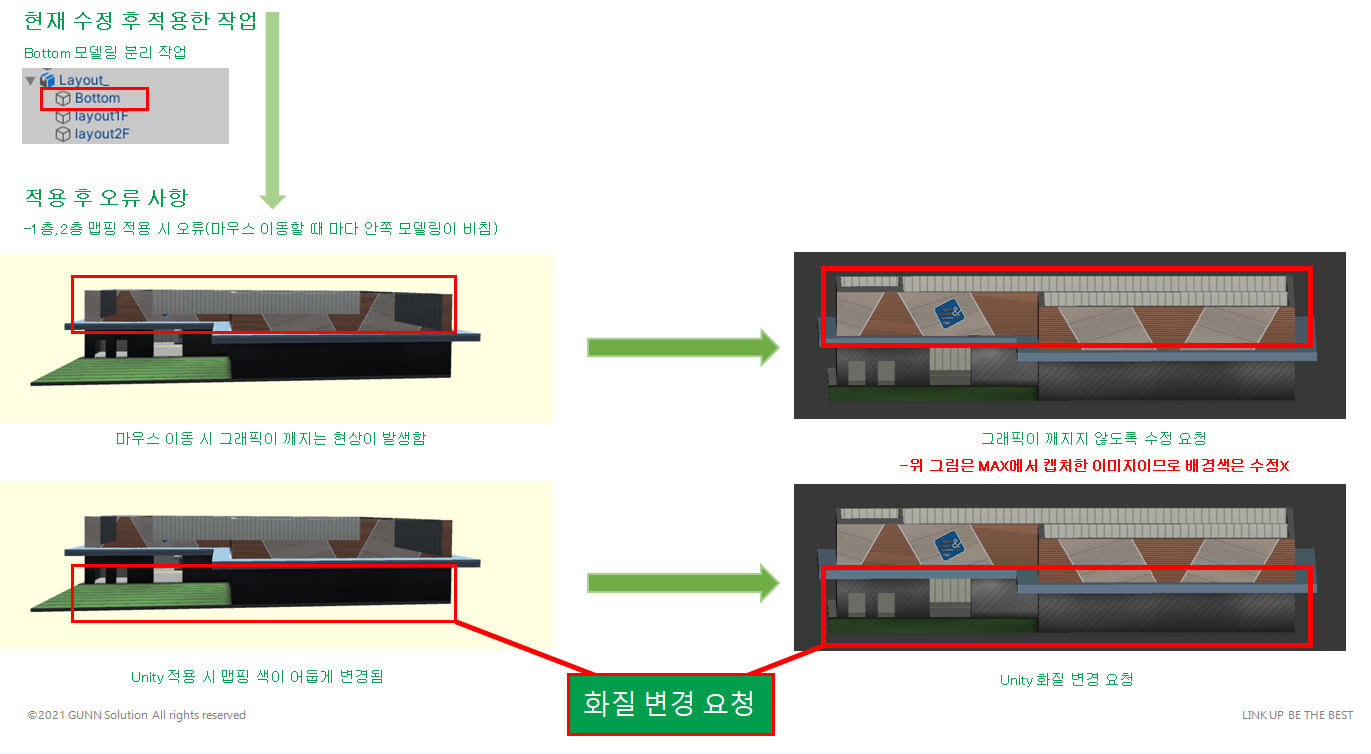 현재 수정 후 적용한 작업
Bottom 모델링 분리 작업
Layout_
Bottom
layout1F
layout2F
적용 후 오류 사항
-1층,2층 맵핑 적용 시 오류(마우스 이동할 때 마다 안쪽 모델링이 비침)
마우스 이동 시 그래픽이 깨지는 현상이 발생함
그래픽이 깨지지 않도록 수정 요청
-위 그림은 MAX에서 캡처한 이미지이므로 배경색은 수정X
Unity 적용 시 맵핑 색이 어둡게 변경됨
Unity 화질 변경 요청
화질 변경 요청
©2021 GUNN Solution All rights reserved
LINK UP BE THE BEST